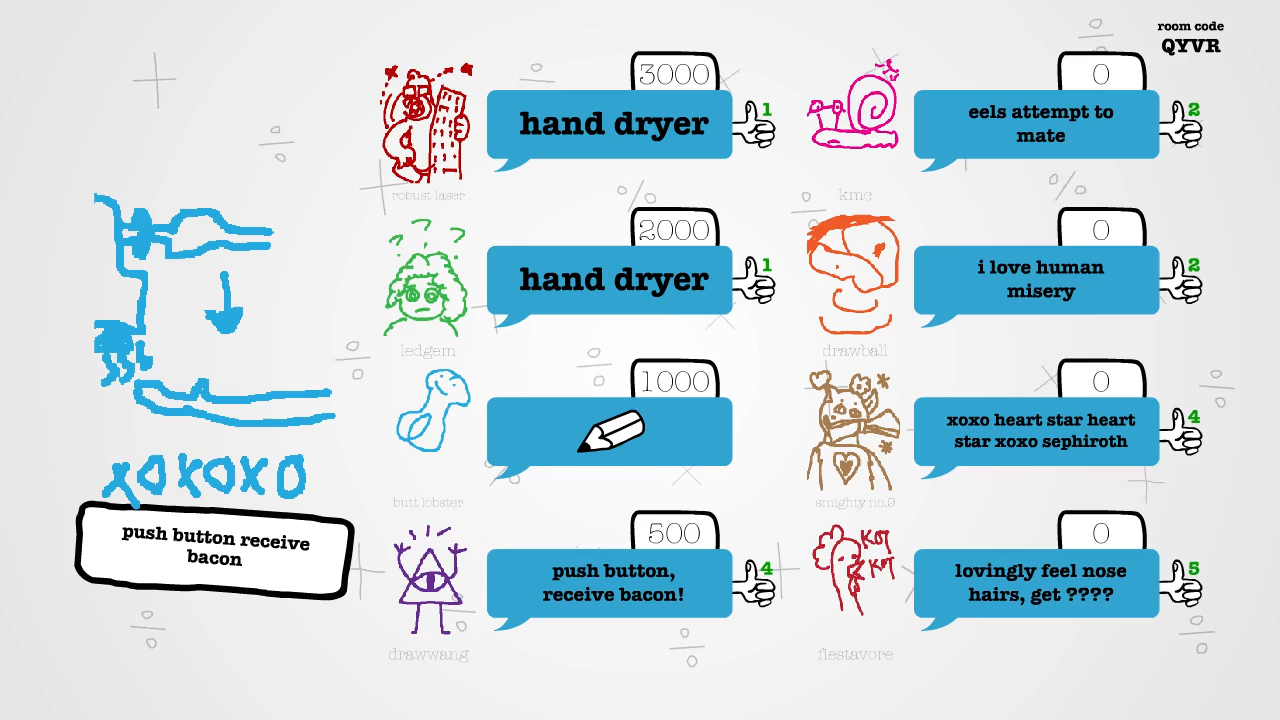 room code
QYVR
3000
hand dryer
1
robust laser
0
eels attempt to
mate
2
kmc
2000
hand dryer
1
ledgem
0
i love human
misery
2
drawball
1000
butt lobster
0
xoxo heart star heart
star xoxo sephiroth
4
smighty no.9
xoxoxo
push button receive
bacon
500
push button,
receive bacon!
4
drawwang
KOT
KOT
0
lovingly feel nose
hairs, get ????
5
fiestavore